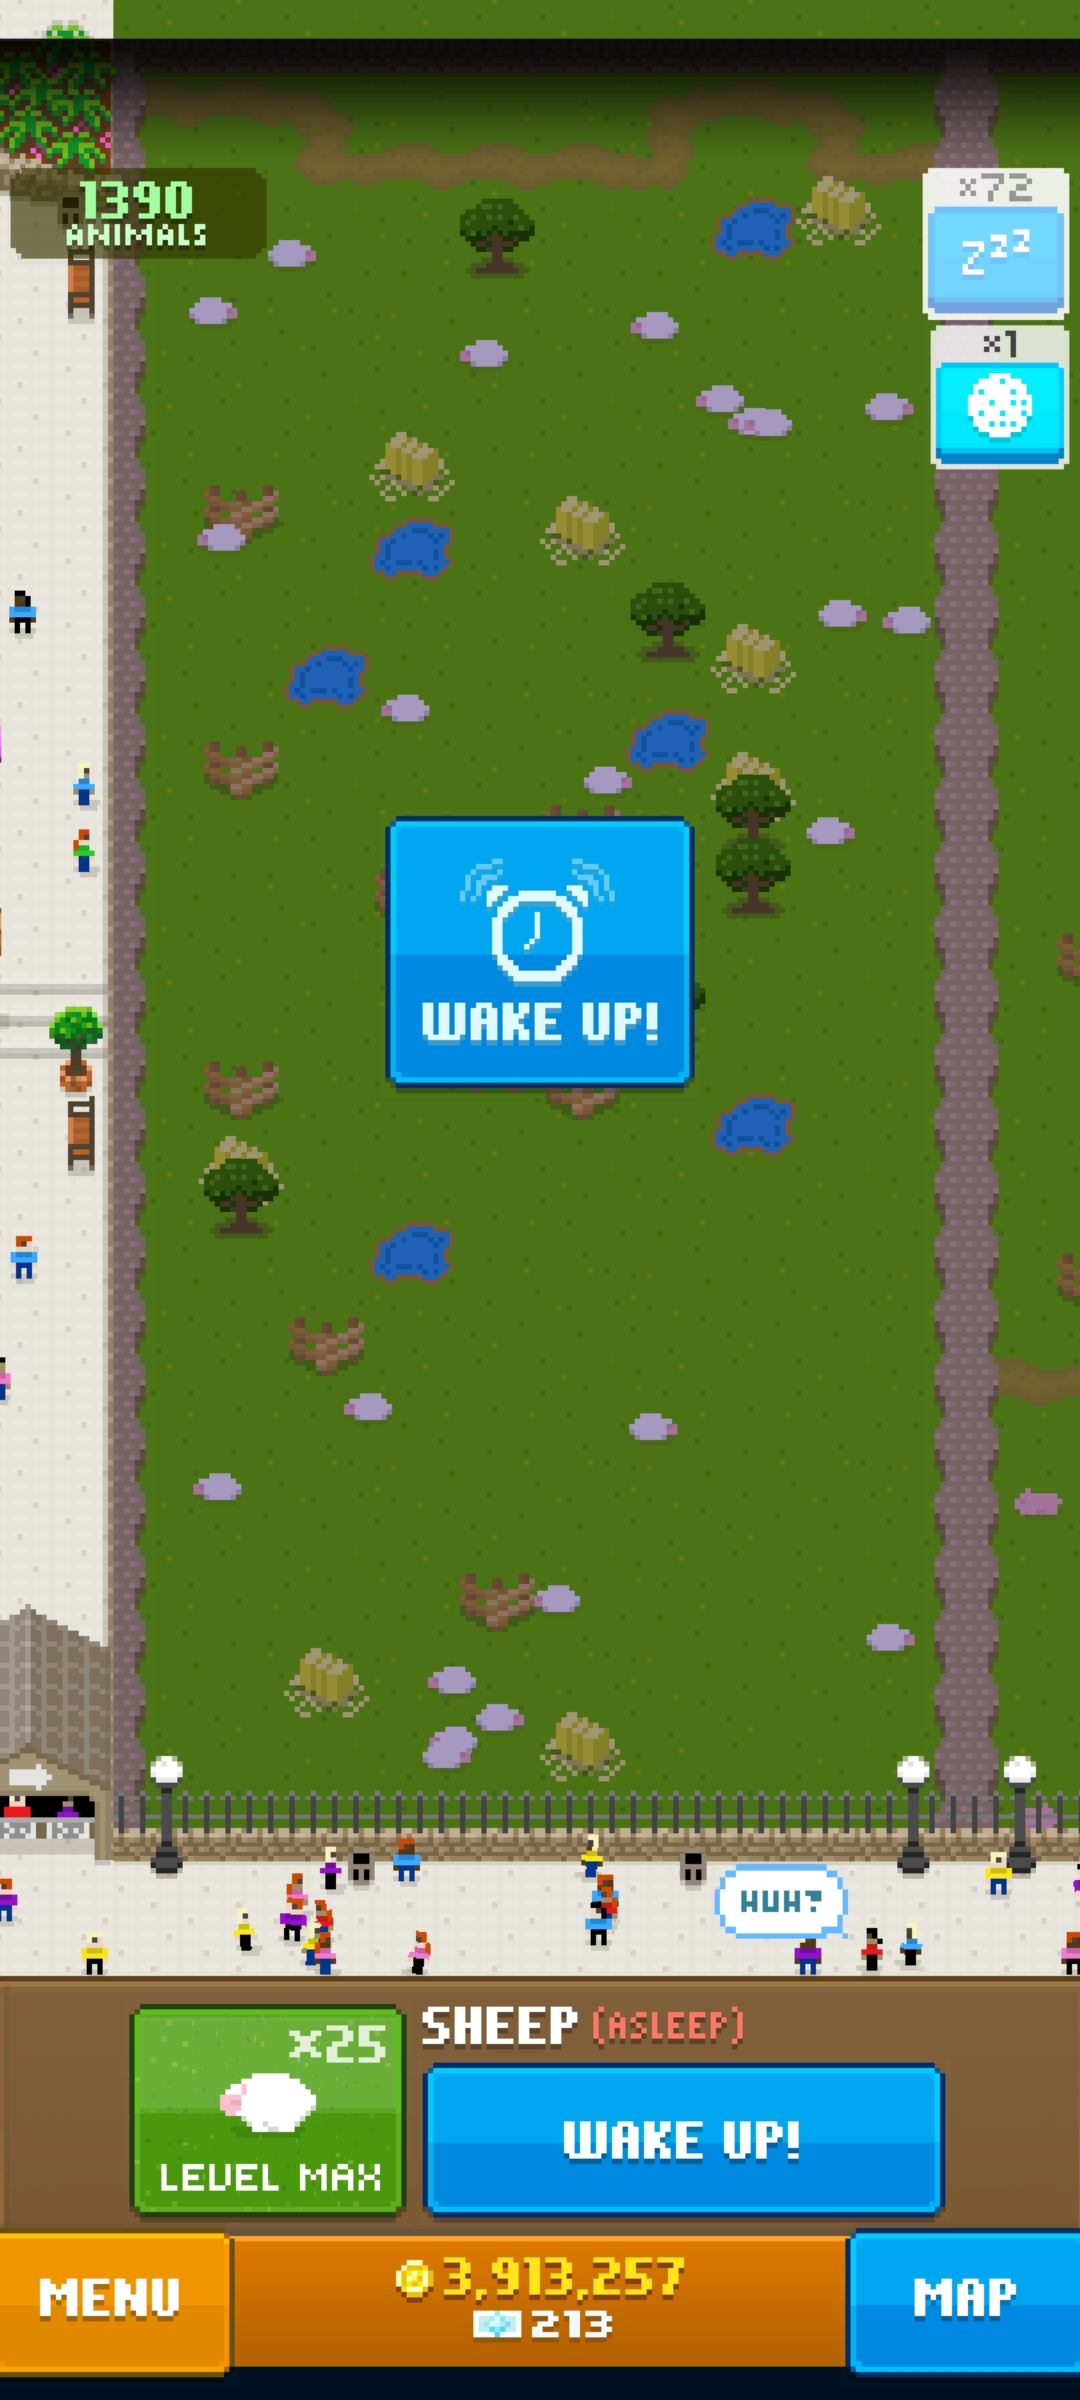 1390
ANIMALS
x72
zzz
x1
WAKE UP!
HUH?
x25
LEVEL MAX
SHEEP (ASLEEP)
WAKE UP!
MENU
3,913,257
213
MAP